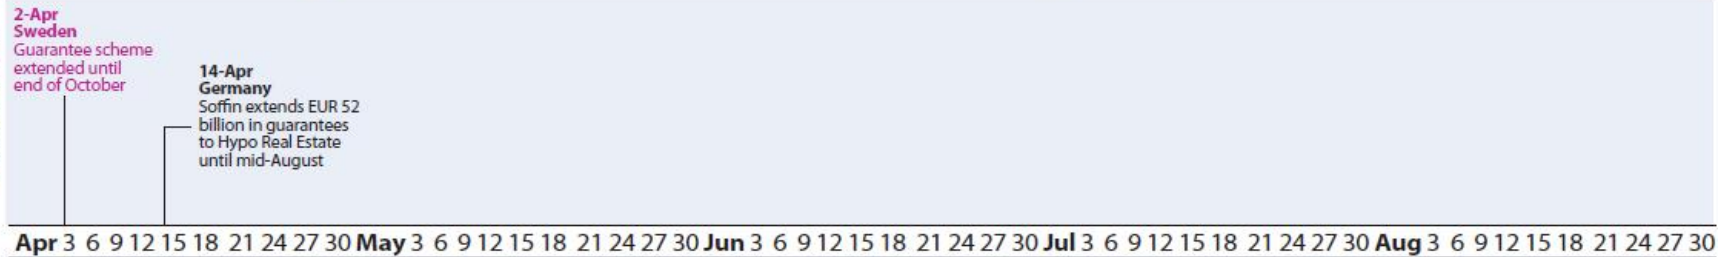 2-Apr
Sweden
Guarantee scheme
extended until
end of October
14-Apr
Germany
Soffin extends EUR 52
billion in guarantees
to Hypo Real Estate
until mid-August
Apr 3 6 9 12 15 18 21 24 27 30 May 3 6 9 12 15 18 21 24 27 30 Jun 3 6 9 12 15 18 21 24 27 30 Jul 3 6 9 12 15 18 21 24 27 30 Aug 3 6 9 12 15 18 21 24 27 30